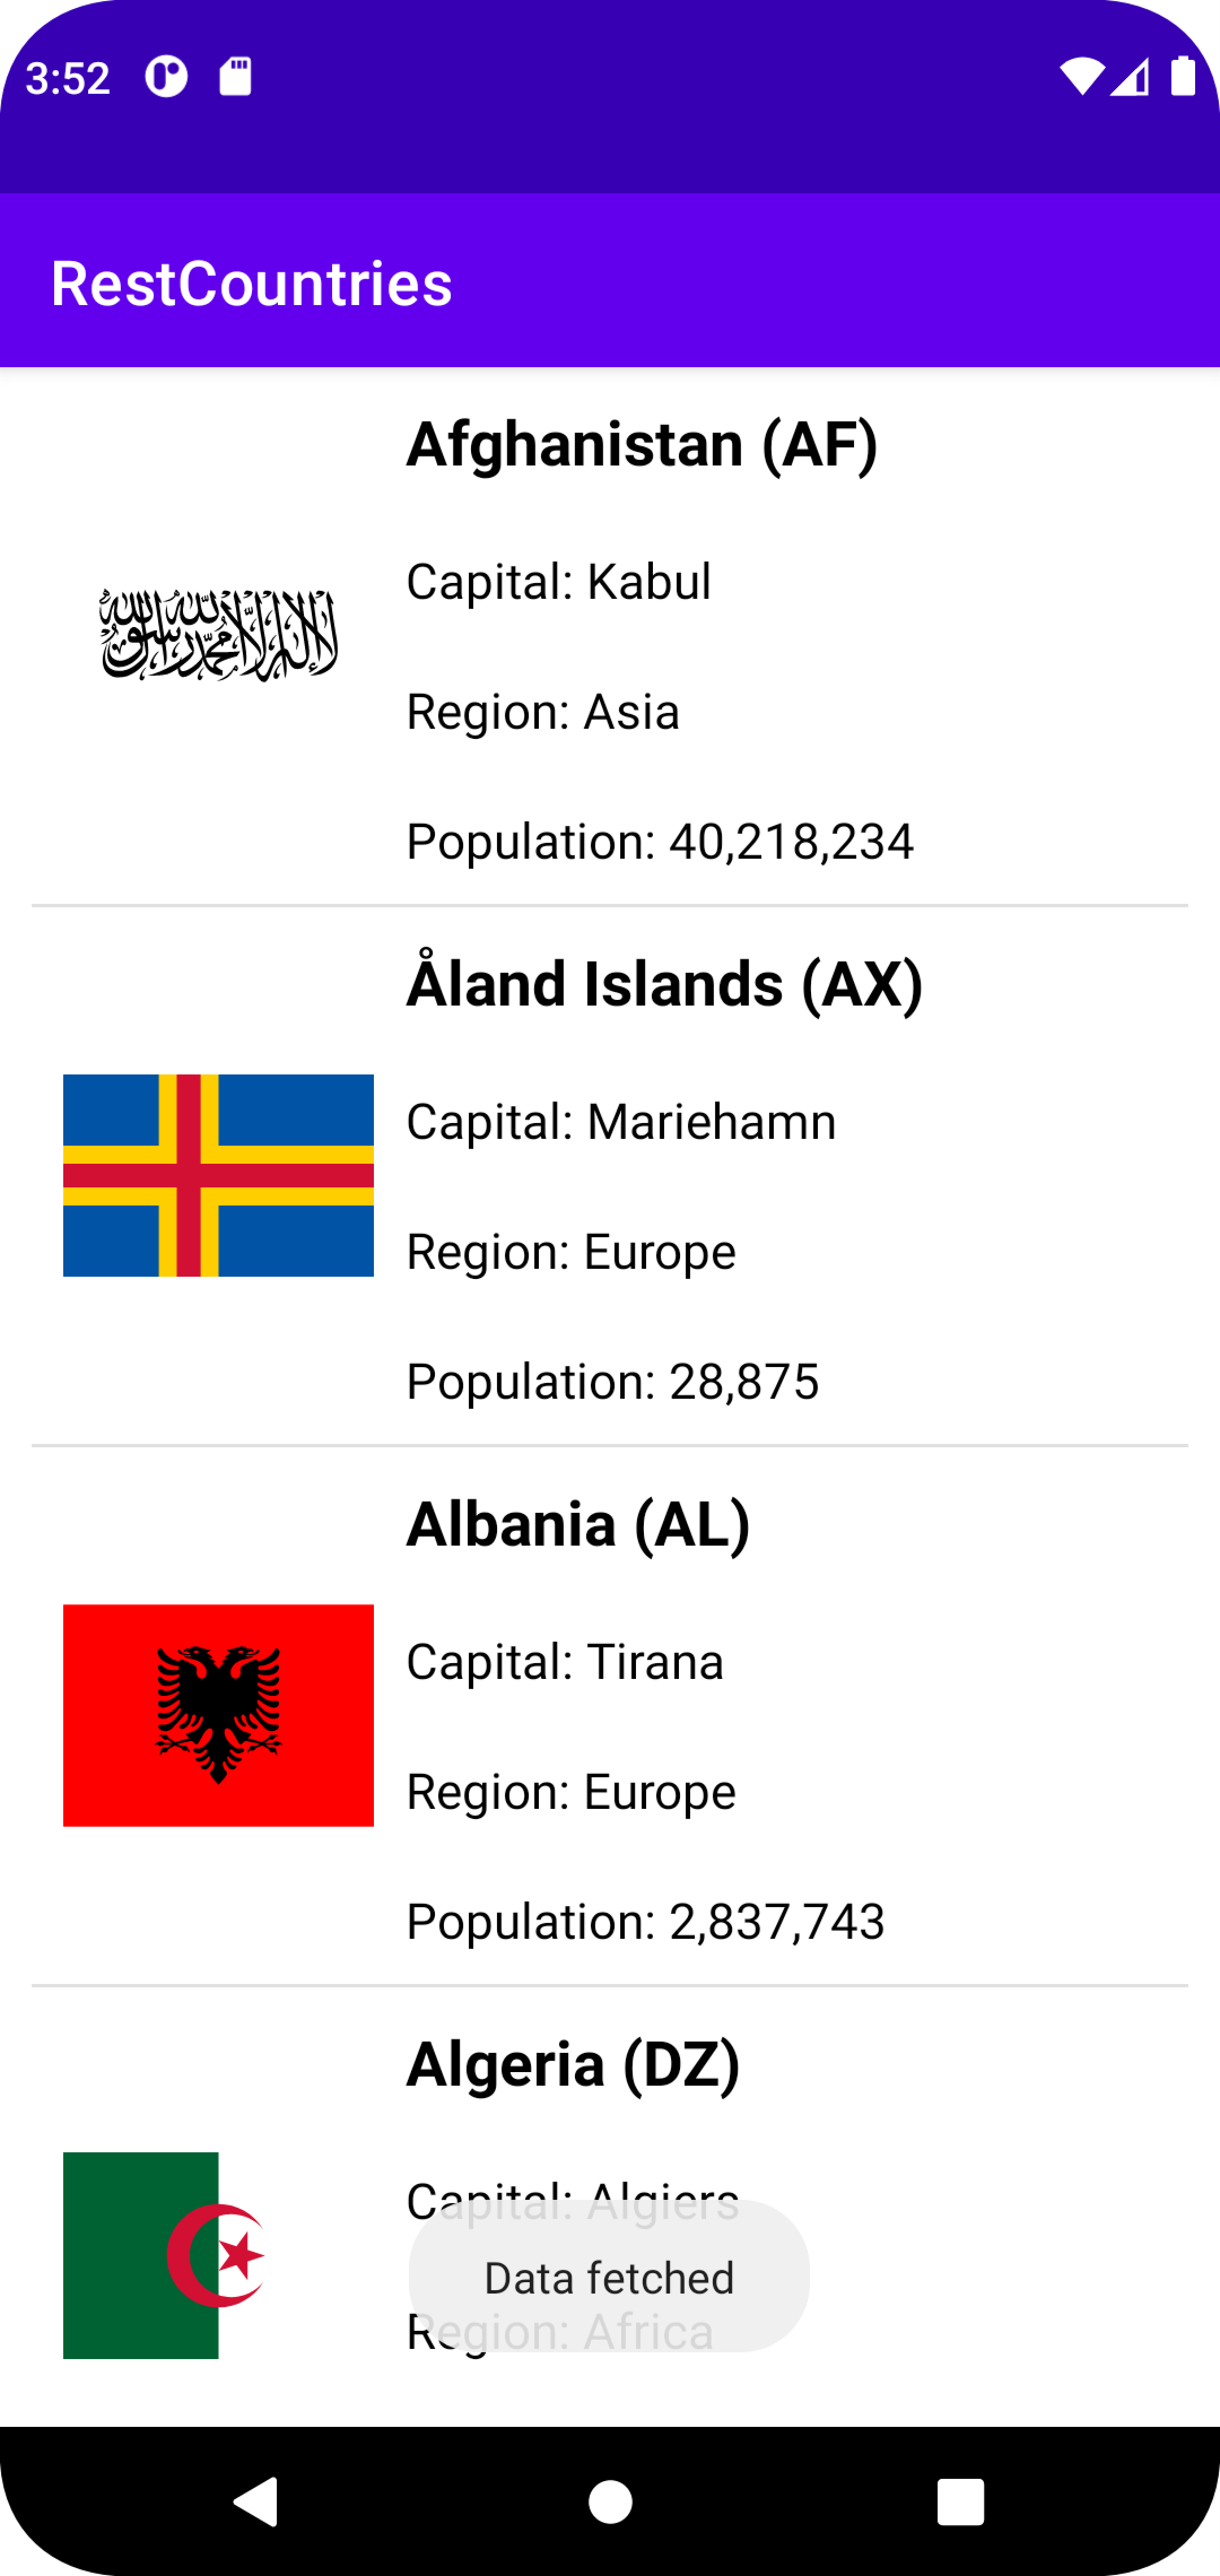 3:52
RestCountries
Afghanistan (AF)
لا إله إلا الله محمد رسول الله
Capital: Kabul
Region: Asia
Population: 40,218,234
Åland Islands (AX)
Capital: Mariehamn
Region: Europe
Population: 28,875
Albania (AL)
Capital: Tirana
Region: Europe
Population: 2,837,743
Algeria (DZ)
Capital: Algiers
Data fetched
Region: Africa